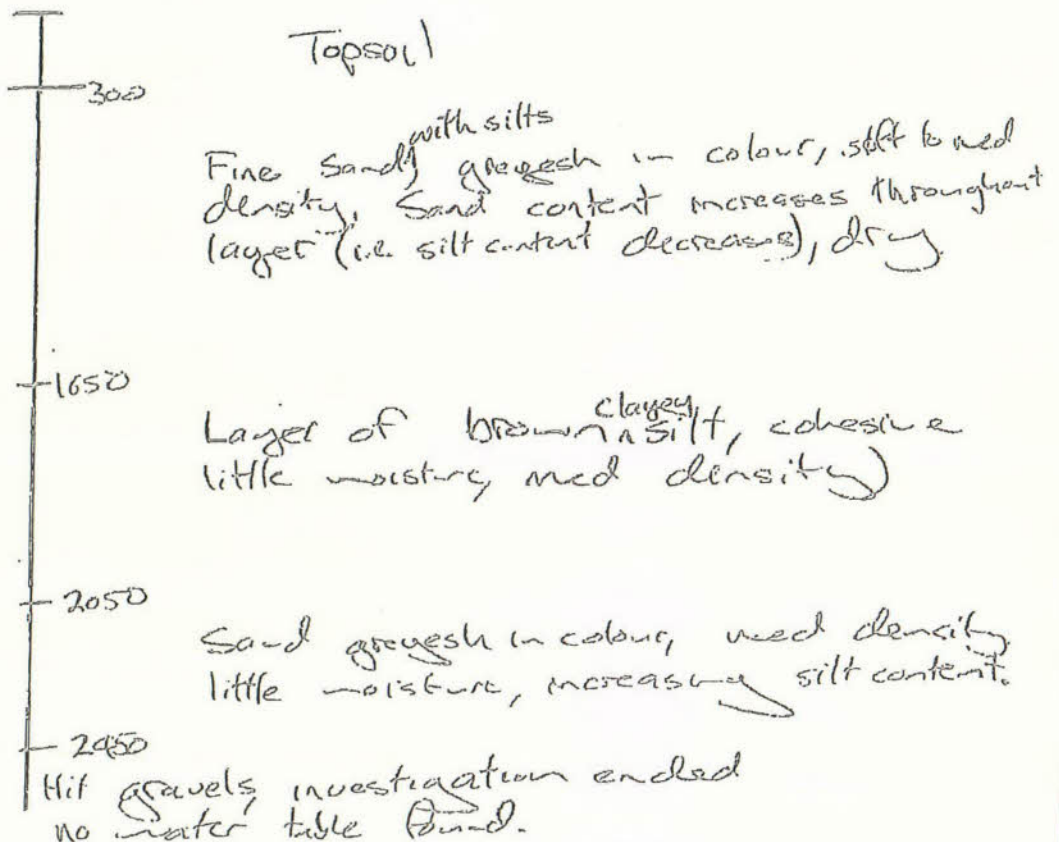 Topsoil
300
with silts
Fine Sand, greyesh in colour, soft to med
density, Sand content increases throughout
layer (i.e. silt content decreases), dry.
1650
clayey
Layer of brown silt, cohesive
little moisture, med density)
2050
Sand greyesh in colour, med density
little moisture, increasing silt content.
2450
Hit gravels, investigation ended
no water table found.